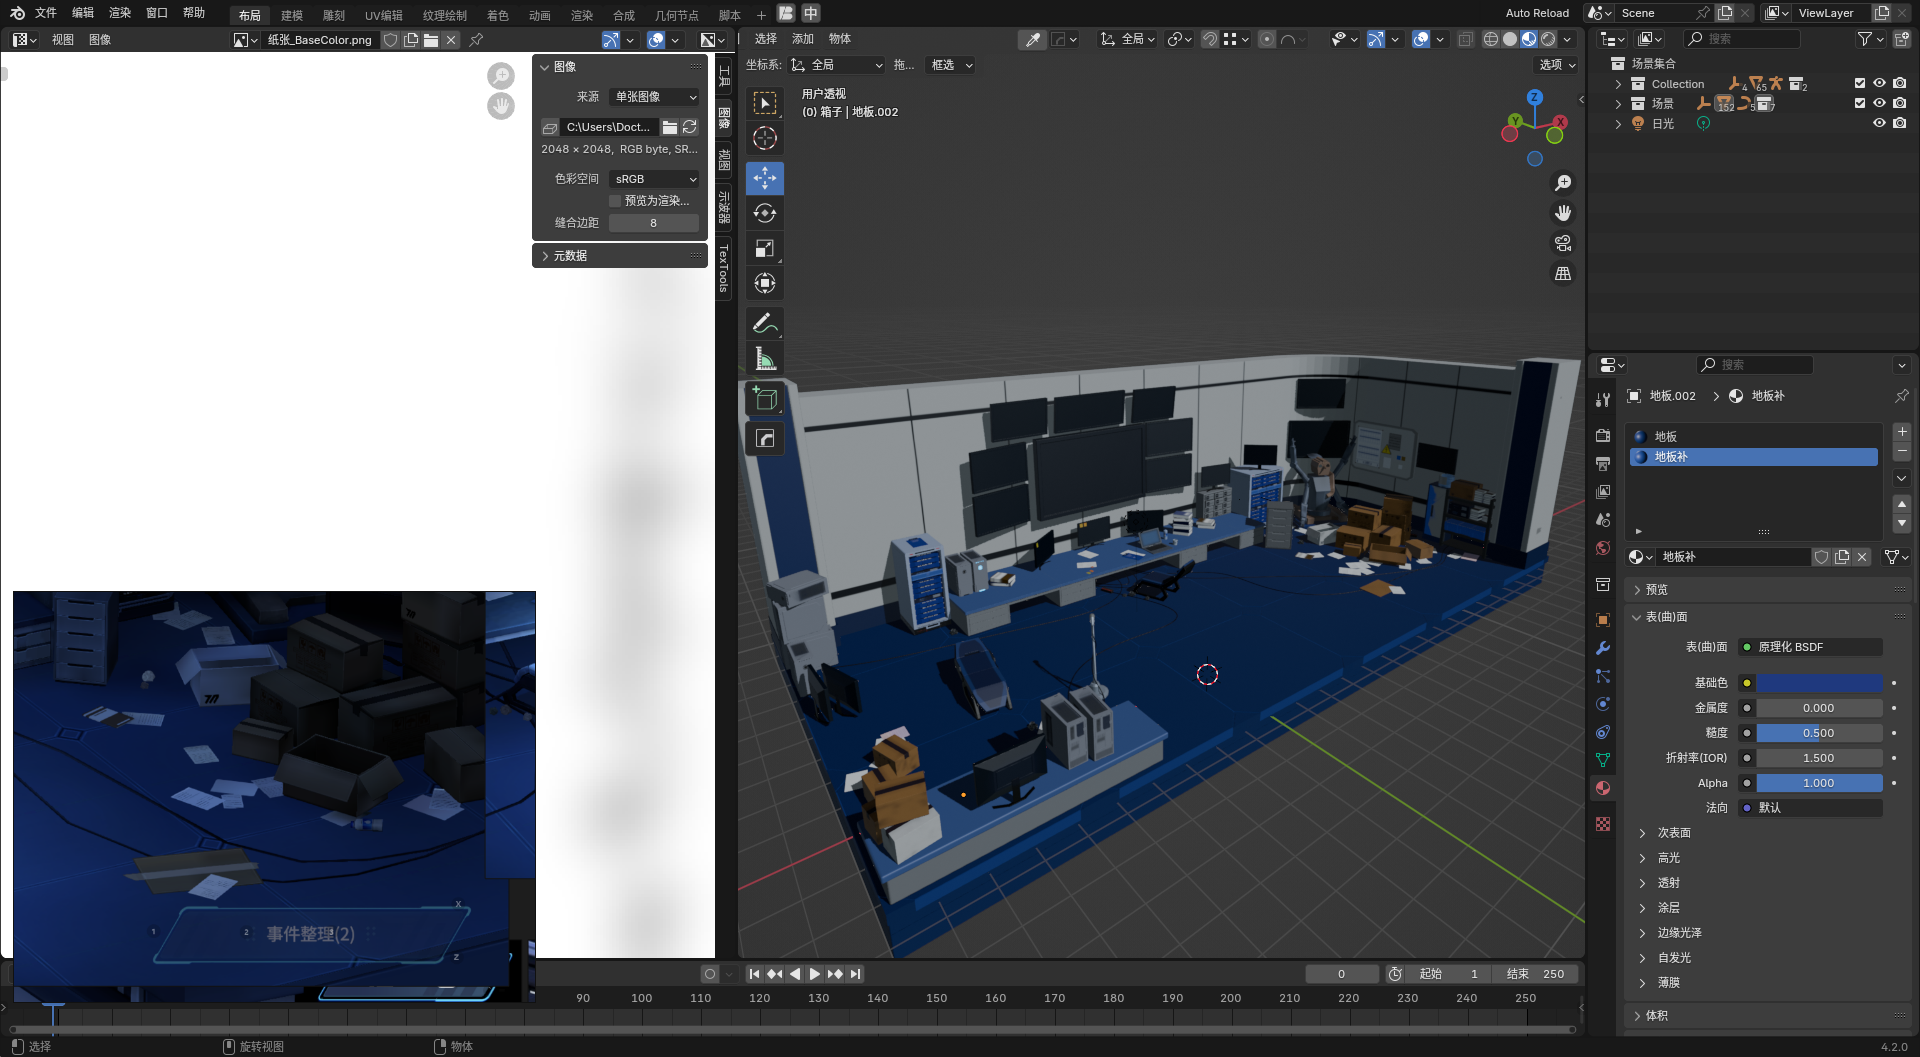 文件 编辑 渲染 窗口 帮助 布局 建模 雕刻 UV编辑 纹理绘制 着色 动画 渲染 合成 几何节点 脚本 + 中 Auto Reload Scene ViewLayer
视图 图像 纸张_BaseColor.png
选择 添加 物体 全局
搜索
坐标系: 全局 拖... 框选 选项
图像
来源 单张图像
C:\Users\Doct...
2048 × 2048, RGB byte, SR...
色彩空间 sRGB
预览为渲染...
缝合边距 8
元数据
工具
图像
视图
示波器
TexTools
用户透视
(0) 箱子 | 地板.002
Z
Y
X
场景集合
Collection 4 65 2
场景 152 5 7
日光
搜索
地板.002 > 地板补
地板
地板补
地板补
预览
表(曲)面
表(曲)面 原理化 BSDF
基础色
金属度 0.000
糙度 0.500
折射率(IOR) 1.500
Alpha 1.000
法向 默认
次表面
高光
透射
涂层
边缘光泽
自发光
薄膜
体积
X
1 2 事件整理(2)
Z
0 起始 1 结束 250
90 100 110 120 130 140 150 160 170 180 190 200 210 220 230 240 250
选择 旋转视图 物体 4.2.0